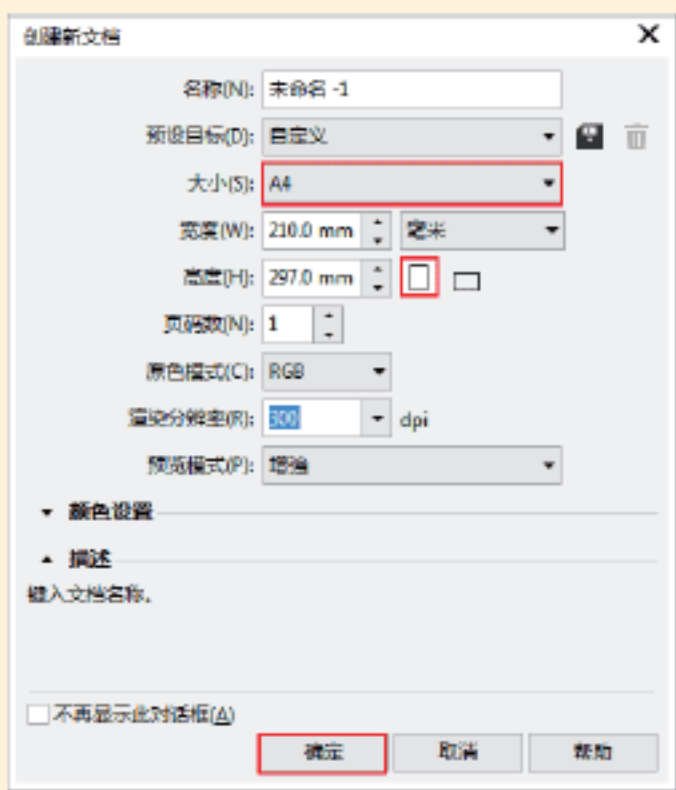 创建新文档
名称(N): 未命名 -1
预设目标(D): 自定义
大小(S): A4
宽度(W): 210.0 mm 毫米
高度(H): 297.0 mm
页码数(N): 1
原色模式(C): RGB
渲染分辨率(R): 300 dpi
预览模式(P): 增强
颜色设置
描述
键入文档名称。
不再显示此对话框(A)
确定 取消 帮助